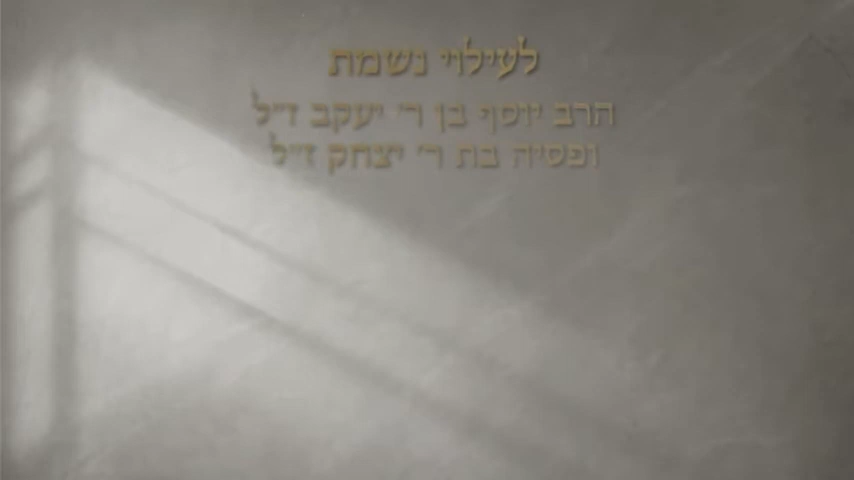 לעילוי נשמת
הרב יוסף בן ר׳ יעקב ז״ל
ופסיה בת ר׳ יצחק ז״ל